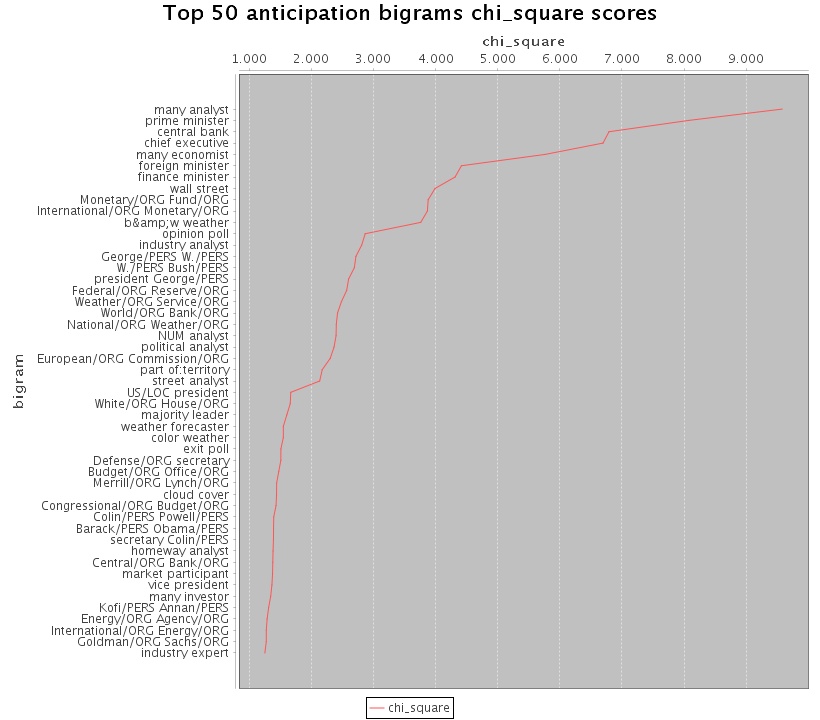 Top 50 anticipation bigrams chi_square scores
chi_square
1.000 2.000 3.000 4.000 5.000 6.000 7.000 8.000 9.000
many analyst
prime minister
central bank
chief executive
many economist
foreign minister
finance minister
wall street
Monetary/ORG Fund/ORG
International/ORG Monetary/ORG
b&amp;w weather
opinion poll
industry analyst
George/PERS W./PERS
W./PERS Bush/PERS
president George/PERS
Federal/ORG Reserve/ORG
Weather/ORG Service/ORG
World/ORG Bank/ORG
National/ORG Weather/ORG
NUM analyst
political analyst
European/ORG Commission/ORG
part of:territory
street analyst
US/LOC president
White/ORG House/ORG
majority leader
weather forecaster
color weather
exit poll
Defense/ORG secretary
Budget/ORG Office/ORG
Merrill/ORG Lynch/ORG
cloud cover
Congressional/ORG Budget/ORG
Colin/PERS Powell/PERS
Barack/PERS Obama/PERS
secretary Colin/PERS
homeway analyst
Central/ORG Bank/ORG
market participant
vice president
many investor
Kofi/PERS Annan/PERS
Energy/ORG Agency/ORG
International/ORG Energy/ORG
Goldman/ORG Sachs/ORG
industry expert
bigram
chi_square